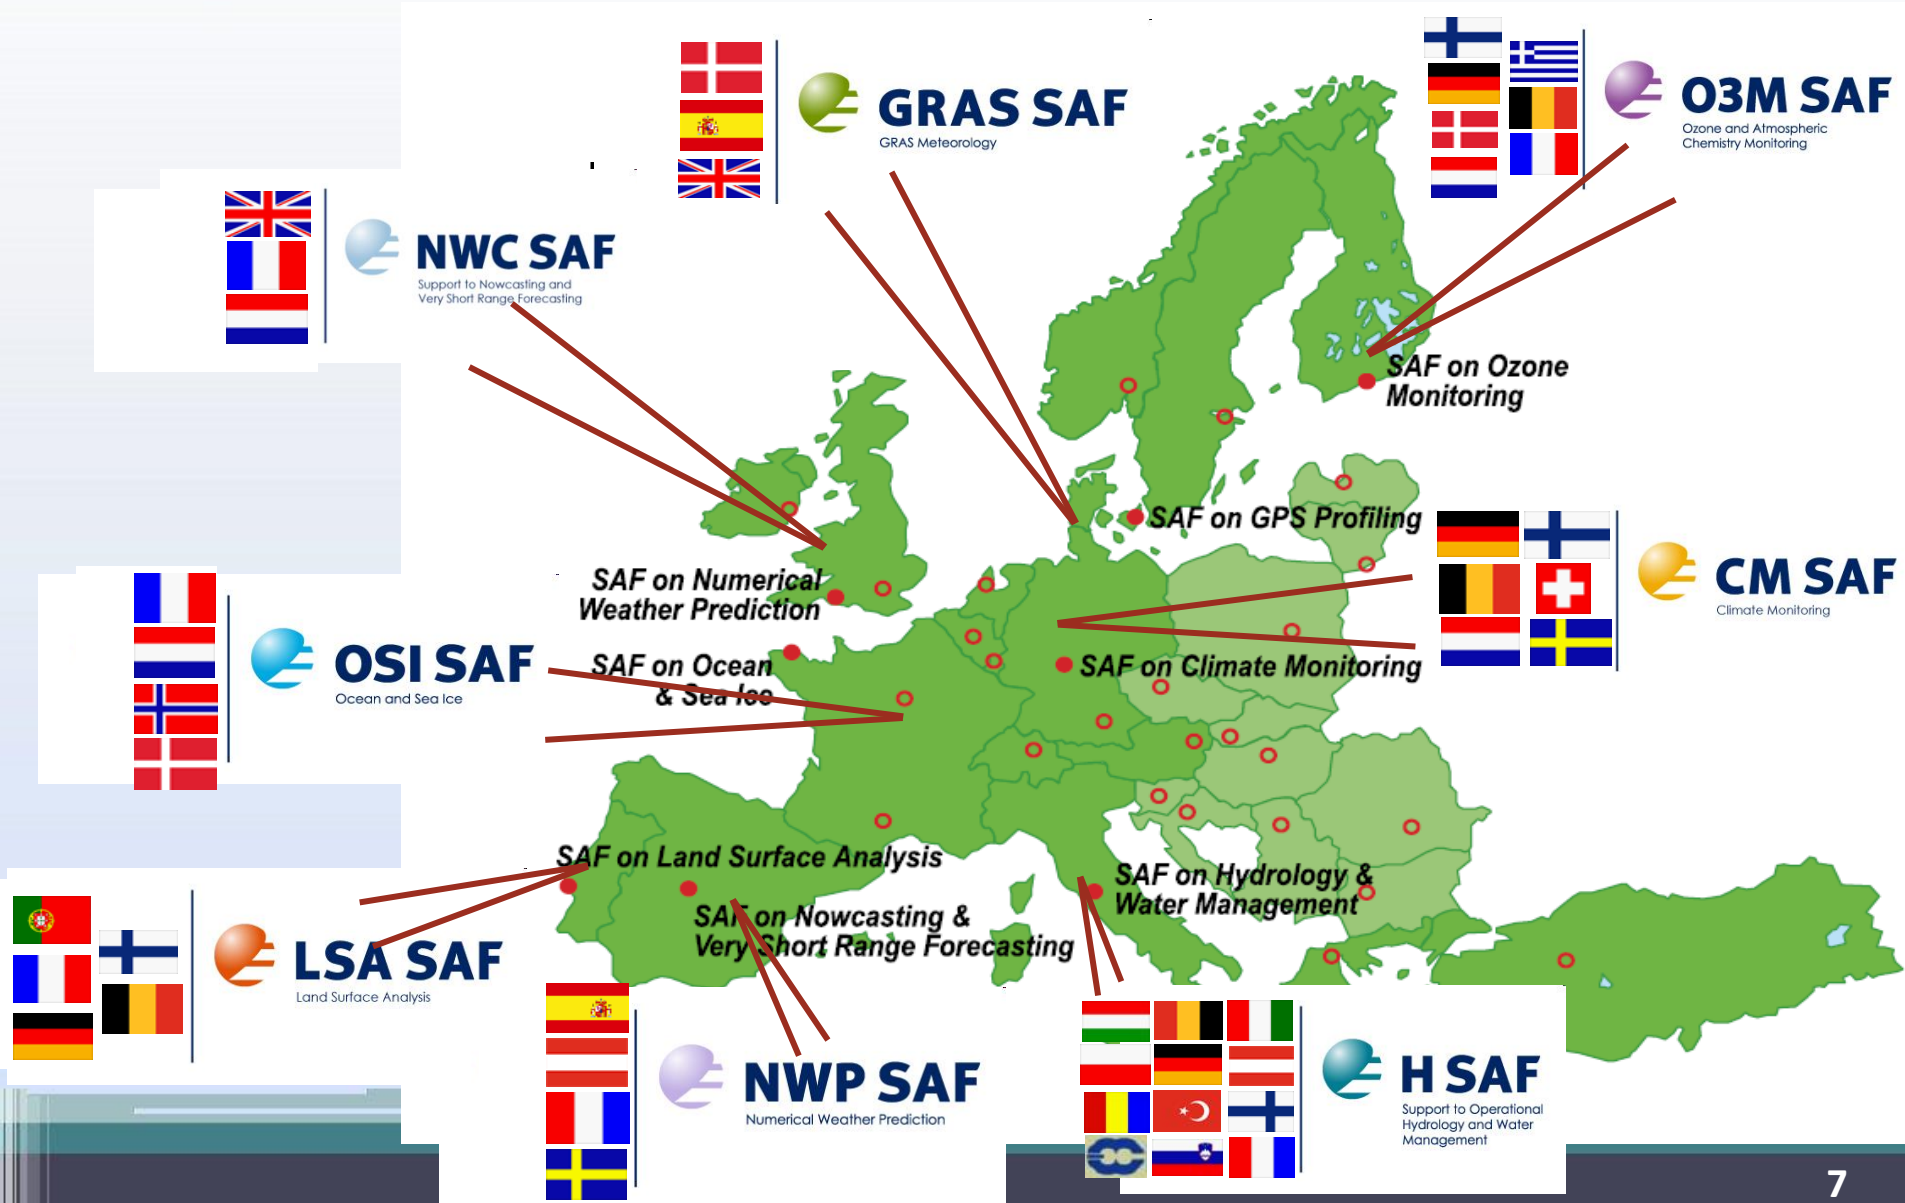 GRAS SAF
GRAS Meteorology
O3M SAF
Ozone and Atmospheric
Chemistry Monitoring
NWC SAF
Support to Nowcasting and
Very Short Range Forecasting
SAF on Ozone
Monitoring
SAF on GPS Profiling
CM SAF
Climate Monitoring
SAF on Numerical
Weather Prediction
OSI SAF
Ocean and Sea Ice
SAF on Ocean
& Sea Ice
SAF on Climate Monitoring
SAF on Land Surface Analysis
SAF on Hydrology &
Water Management
SAF on Nowcasting &
Very Short Range Forecasting
LSA SAF
Land Surface Analysis
NWP SAF
Numerical Weather Prediction
H SAF
Support to Operational
Hydrology and Water
Management
7